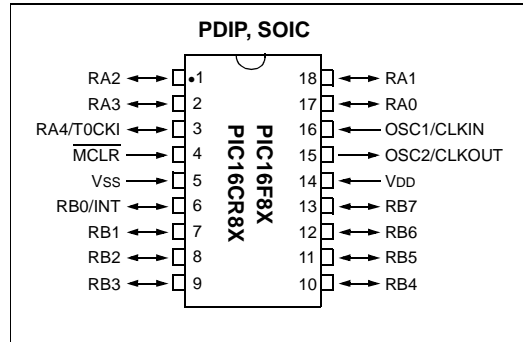 PDIP, SOIC
RA2 1 18 RA1
RA3 2 17 RA0
RA4/T0CKI 3 16 OSC1/CLKIN
MCLR 4 15 OSC2/CLKOUT
VSS 5 14 VDD
RB0/INT 6 13 RB7
RB1 7 12 RB6
RB2 8 11 RB5
RB3 9 10 RB4
PIC16F8X
PIC16CR8X